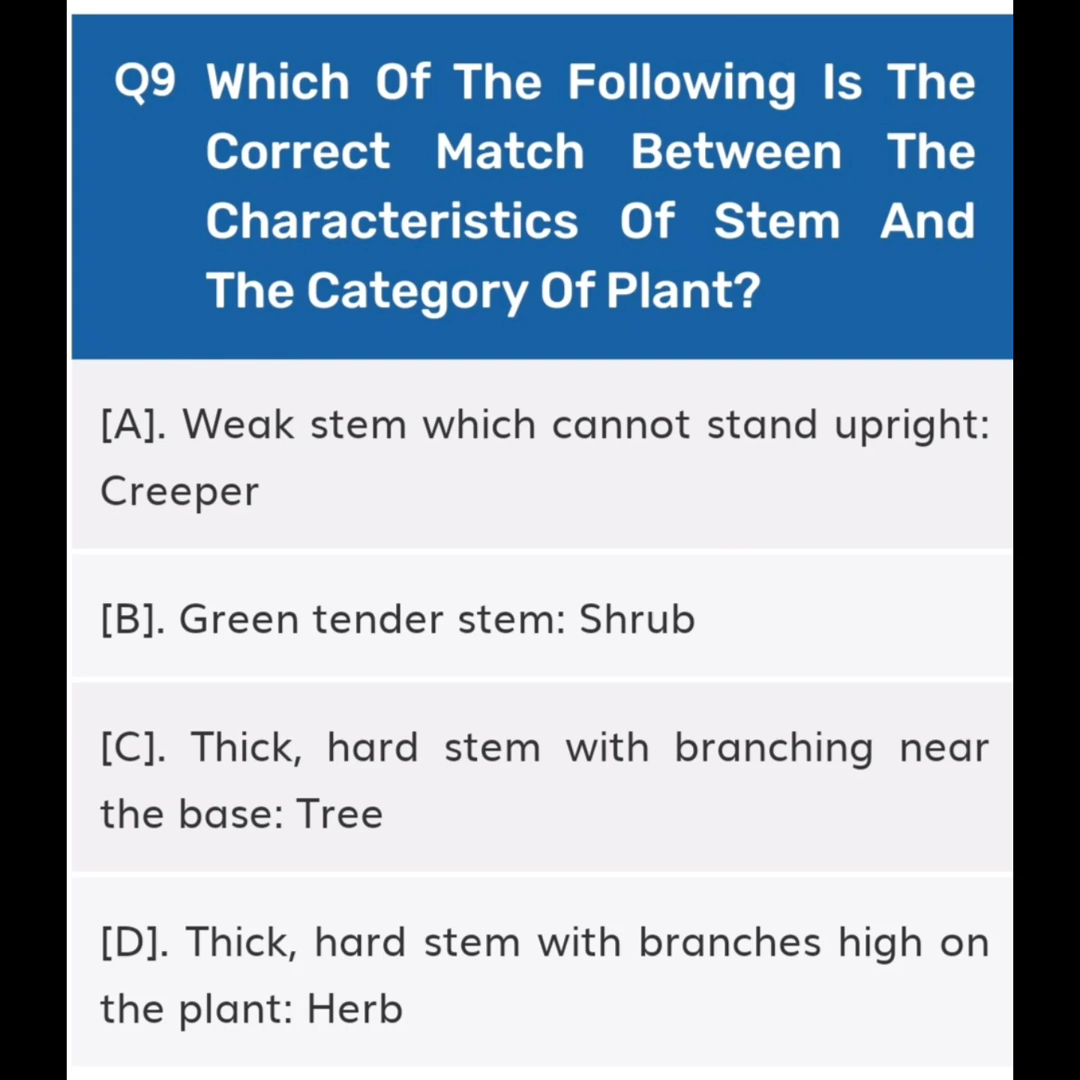 Q9 Which Of The Following Is The
Correct Match Between The
Characteristics Of Stem And
The Category Of Plant?
[A]. Weak stem which cannot stand upright:
Creeper
[B]. Green tender stem: Shrub
[C]. Thick, hard stem with branching near
the base: Tree
[D]. Thick, hard stem with branches high on
the plant: Herb